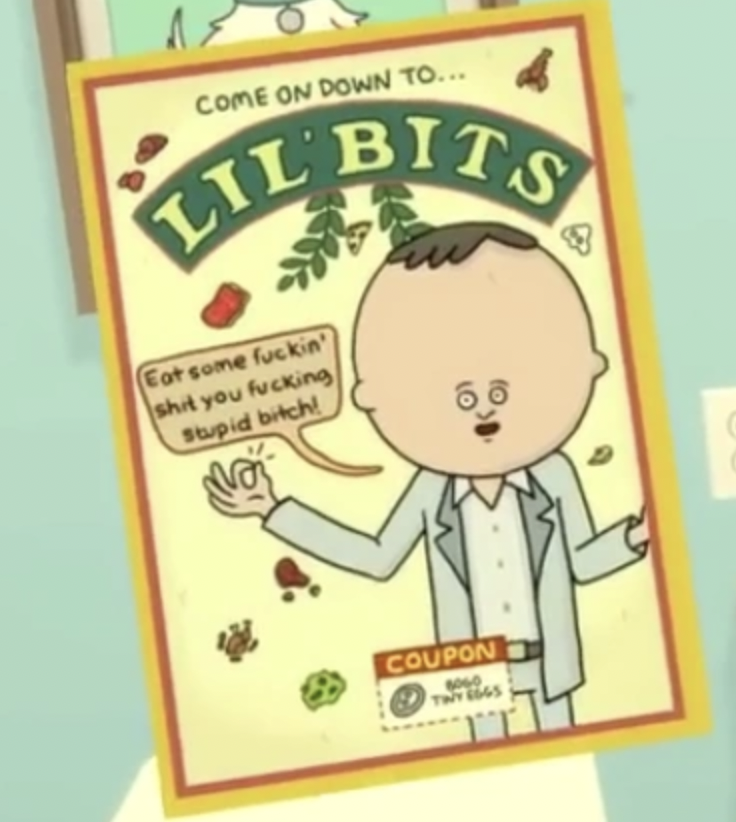 COME ON DOWN TO...
LIL' BITS
Eat some fuckin'
shit you fucking
stupid bitch!
COUPON
BOGO
TINY EGGS